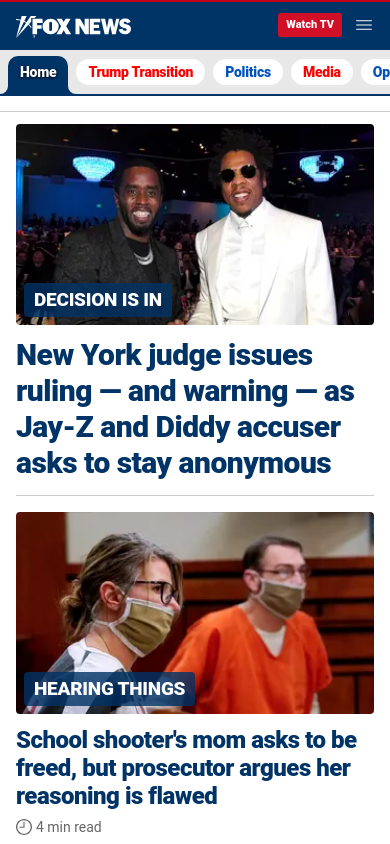 FOX NEWS
Watch TV
Home
Trump Transition
Politics
Media
Op
DECISION IS IN
New York judge issues
ruling — and warning — as
Jay-Z and Diddy accuser
asks to stay anonymous
HEARING THINGS
School shooter's mom asks to be
freed, but prosecutor argues her
reasoning is flawed
4 min read